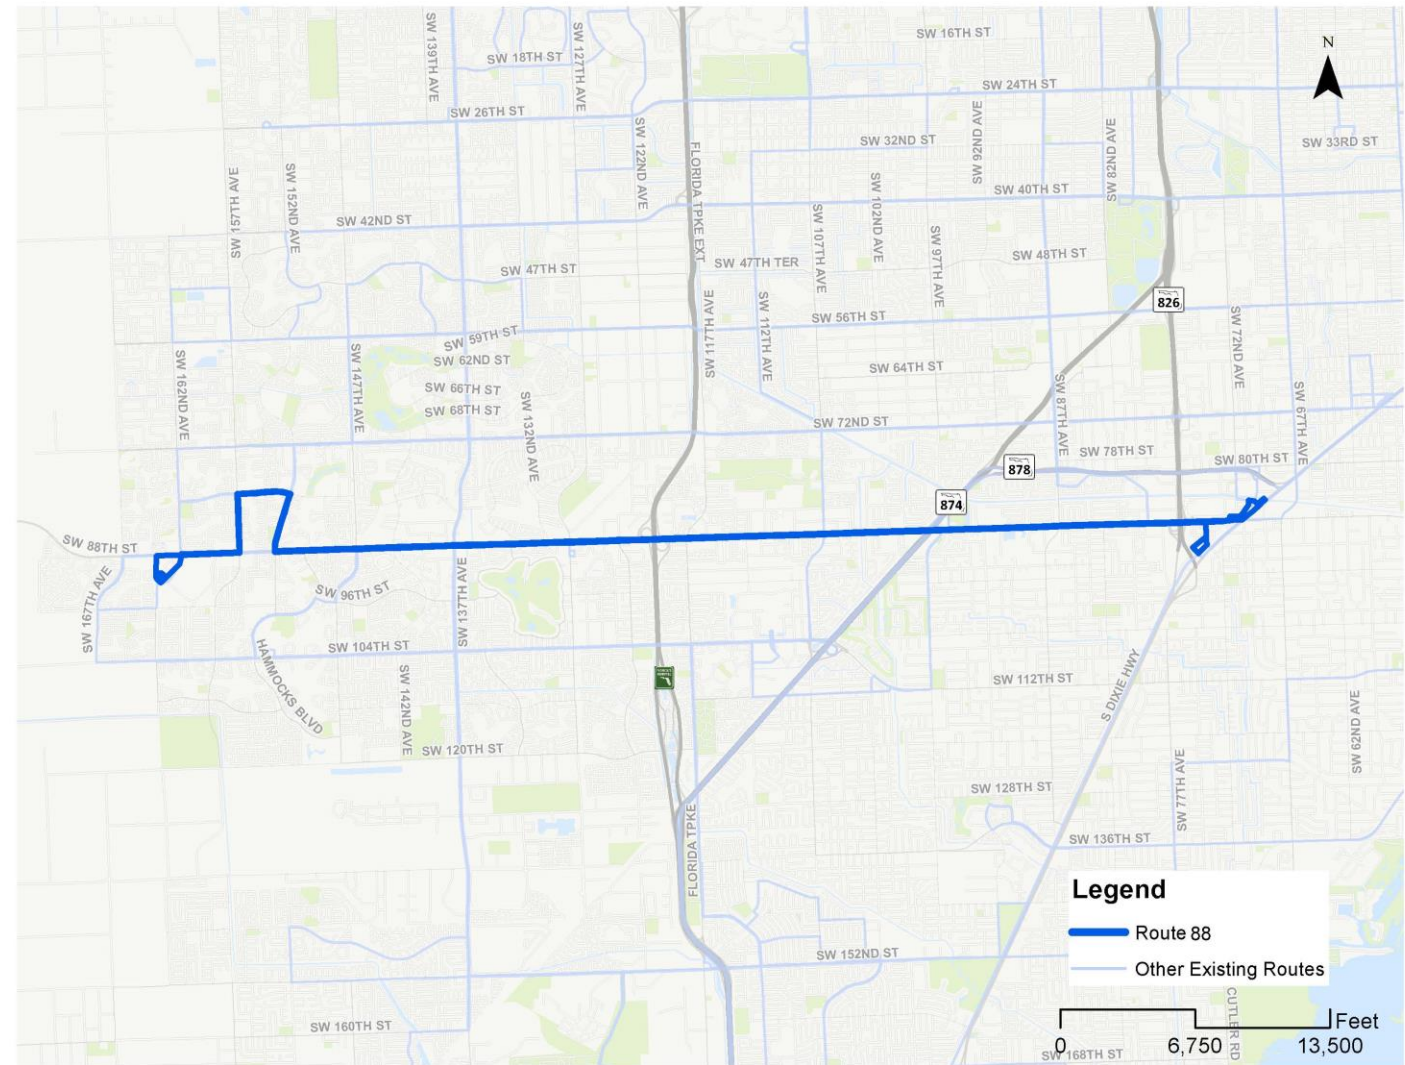 SW 139TH AVE
SW 127TH AVE
SW 16TH ST
N
SW 18TH ST
SW 24TH ST
SW 26TH ST
SW 122ND AVE
SW 32ND ST
SW 92ND AVE
SW 82ND AVE
SW 33RD ST
FLORIDA TPKE EXT
SW 157TH AVE
SW 152ND AVE
SW 102ND AVE
SW 40TH ST
SW 42ND ST
SW 107TH AVE
SW 97TH AVE
SW 47TH ST
SW 47TH TER
SW 48TH ST
826
SW 117TH AVE
SW 112TH AVE
SW 56TH ST
SW 72ND AVE
SW 59TH ST
SW 62ND ST
SW 64TH ST
SW 162ND AVE
SW 147TH AVE
SW 66TH ST
SW 68TH ST
SW 132ND AVE
SW 87TH AVE
SW 67TH AVE
SW 72ND ST
SW 78TH ST
SW 80TH ST
878
874
SW 88TH ST
SW 167TH AVE
SW 96TH ST
SW 137TH AVE
SW 104TH ST
HAMMOCKS BLVD
SW 142ND AVE
SW 112TH ST
S DIXIE HWY
SW 62ND AVE
SW 120TH ST
SW 77TH AVE
SW 128TH ST
FLORIDA TPKE
SW 136TH ST
Legend
Route 88
Other Existing Routes
SW 152ND ST
CUTLER RD
SW 160TH ST
SW 168TH ST
Feet
0 6,750 13,500